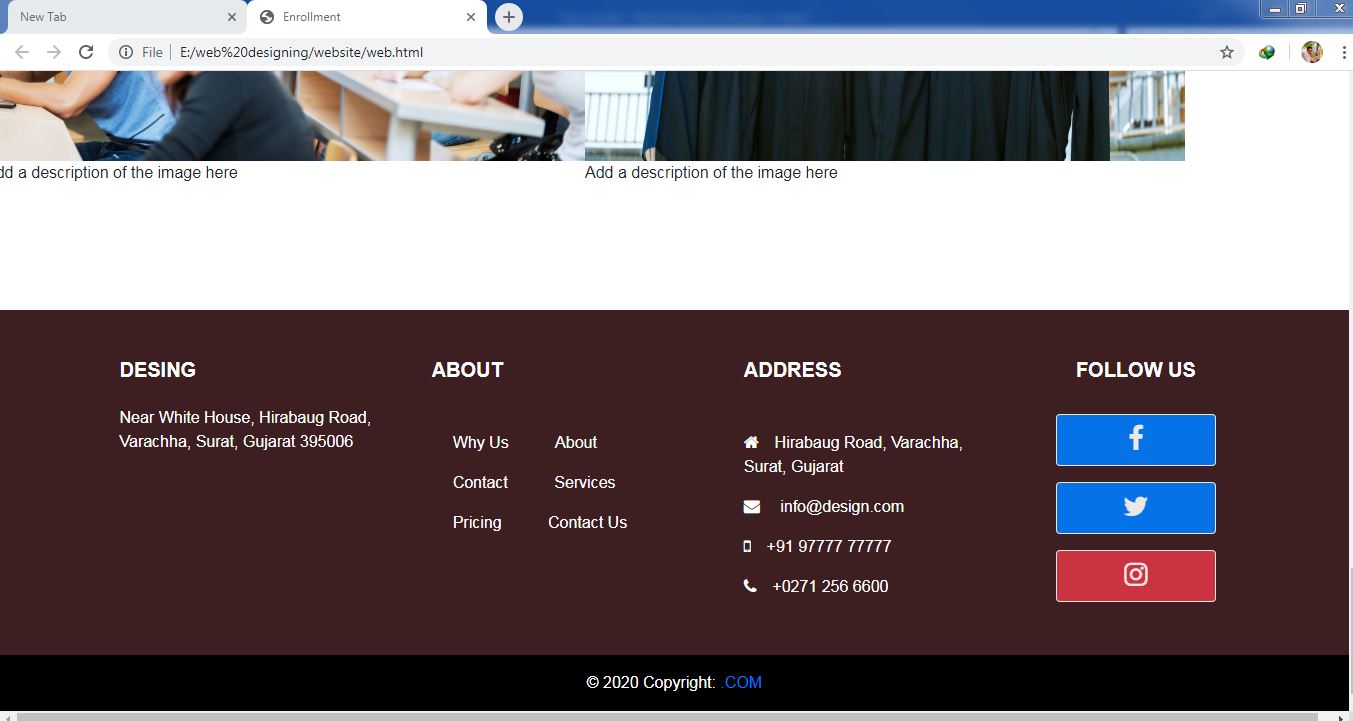 New Tab
Enrollment
File
E:/web%20designing/website/web.html
dd a description of the image here
Add a description of the image here
DESING
Near White House, Hirabaug Road,
Varachha, Surat, Gujarat 395006
ABOUT
Why Us About
Contact Services
Pricing Contact Us
ADDRESS
Hirabaug Road, Varachha,
Surat, Gujarat
info@design.com
+91 97777 77777
+0271 256 6600
FOLLOW US
© 2020 Copyright: .COM